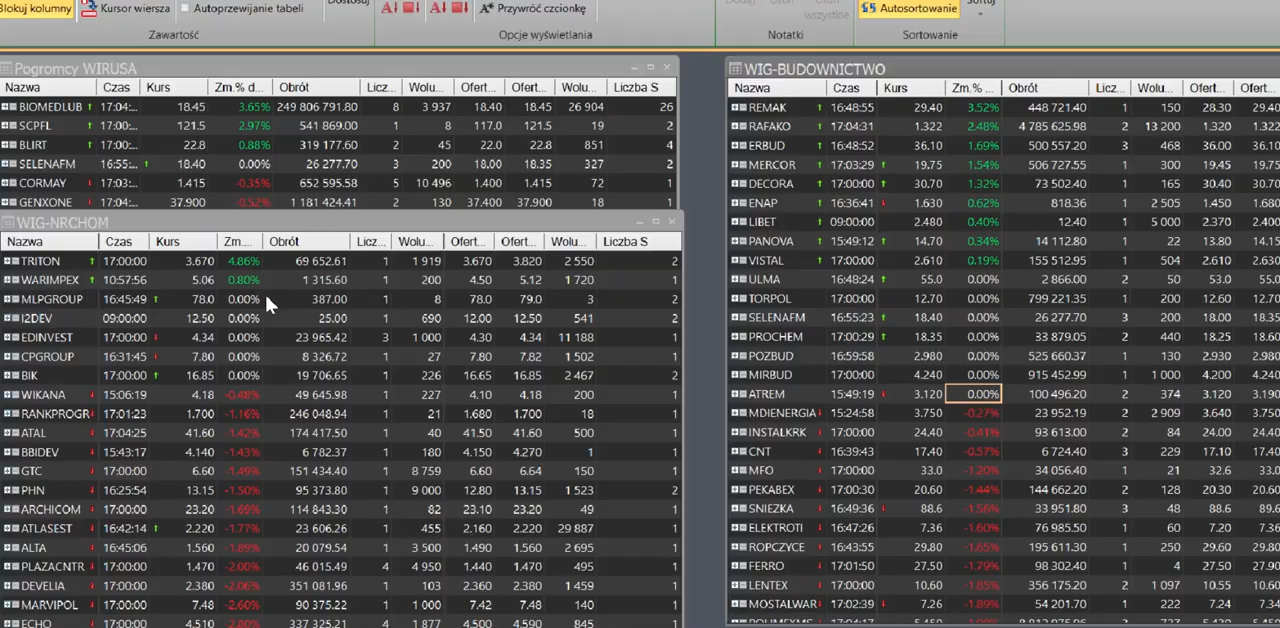 Blokuj kolumny
Kursor wiersza
Autoprzewijanie tabeli
Dostosuj
A↓
A↓
A Przywróć czcionkę
wszystkie
Autosortowanie
Zawartość
Opcje wyświetlania
Notatki
Sortowanie
Pogromcy WIRUSA
Nazwa Czas Kurs Zm.% d... Obrót Licz... Wolu... Ofert... Ofert... Wolu... Liczba S
BIOMEDLUB ↑ 17:04:... 18.45 3.65% 249 806 791.80 8 3 937 18.40 18.45 26 904 26
SCPFL ↑ 17:00:... 121.5 2.97% 541 869.00 1 8 117.0 121.5 19 2
BLIRT ↑ 17:00:... 22.8 0.88% 319 177.60 2 45 22.0 22.8 851 4
SELENAFM 16:55:... ↑ 18.40 0.00% 26 277.70 3 200 18.00 18.35 327 2
CORMAY ↓ 17:03:... 1.415 -0.35% 652 595.58 5 10 496 1.400 1.415 72 1
GENXONE ↓ 17:04:... 37.900 -0.52% 1 181 424.41 2 130 37.400 37.900 18 1
WIG-NRCHOM
Nazwa Czas Kurs Zm.... Obrót Licz... Wolu... Ofert... Ofert... Wolu... Liczba S
TRITON ↑ 17:00:00 3.670 4.86% 69 652.61 1 1 919 3.670 3.820 2 550 2
WARIMPEX ↑ 10:57:56 5.06 0.80% 1 315.60 1 200 4.50 5.12 1 720 1
MLPGROUP 16:45:49 ↑ 78.0 0.00% 387.00 1 8 78.0 79.0 3 2
I2DEV 09:00:00 12.50 0.00% 25.00 1 690 12.00 12.50 541 2
EDINVEST 17:00:00 ↓ 4.34 0.00% 23 965.42 3 1 000 4.30 4.34 11 188 1
CPGROUP 16:31:45 ↓ 7.80 0.00% 8 326.72 1 27 7.80 7.82 1 502 1
BIK 17:00:00 ↑ 16.85 0.00% 19 706.65 1 226 16.65 16.85 2 467 1
WIKANA ↓ 15:06:19 4.18 -0.48% 49 645.98 1 227 4.10 4.18 200 1
RANKPROGR ↓ 17:01:23 1.700 -1.16% 246 048.94 1 21 1.680 1.700 18 1
ATAL ↓ 17:04:25 41.60 -1.42% 174 417.50 1 40 41.50 41.60 500 1
BBIDEV ↓ 15:43:17 4.140 -1.43% 6 782.37 1 180 4.150 4.270 1 1
GTC ↓ 17:00:00 6.60 -1.49% 151 434.40 1 8 759 6.60 6.64 150 1
PHN ↓ 16:25:54 13.15 -1.50% 95 373.80 1 9 000 12.80 13.15 1 523 2
ARCHICOM ↓ 17:00:00 23.20 -1.69% 114 843.30 1 82 23.10 23.20 49 1
ATLASEST 16:42:14 ↑ 2.220 -1.77% 23 606.26 1 455 2.160 2.220 29 887 1
ALTA ↓ 16:45:06 1.560 -1.89% 20 079.54 1 3 500 1.490 1.560 2 695 1
PLAZACNTR ↓ 17:00:00 1.470 -2.00% 46 015.49 4 4 950 1.440 1.470 495 1
DEVELIA ↓ 17:00:00 2.380 -2.06% 351 081.96 1 103 2.360 2.380 1 459 1
MARVIPOL ↓ 17:00:00 7.48 -2.60% 90 375.22 1 1 000 7.42 7.48 140 1
ECHO ↓ 17:00:00 4.510 337 325.21 4 1 877 4.500 4.510 945 1
WIG-BUDOWNICTWO
Nazwa Czas Kurs Zm.% ... Obrót Licz... Wolu... Ofert... Ofert...
REMAK ↑ 16:48:55 29.40 3.52% 448 721.40 1 150 28.30 29.40
RAFAKO ↑ 17:04:31 1.322 2.48% 4 785 625.98 2 13 200 1.320 1.322
ERBUD ↑ 16:48:52 36.10 1.69% 500 557.20 3 468 36.00 36.10
MERCOR ↑ 17:03:29 ↑ 19.75 1.54% 506 727.55 1 300 19.45 19.75
DECORA ↑ 17:00:00 ↑ 30.70 1.32% 73 502.40 1 165 30.40 30.70
ENAP ↑ 16:36:41 ↓ 1.630 0.62% 818.36 1 2 505 1.450 1.680
LIBET ↑ 09:00:00 2.480 0.40% 12.40 1 5 000 2.370 2.400
PANOVA ↑ 15:49:12 ↑ 14.70 0.34% 14 112.80 1 22 13.80 14.15
VISTAL ↑ 17:00:00 2.610 0.19% 155 512.95 1 504 2.610 2.630
ULMA 16:48:24 ↑ 55.0 0.00% 2 866.00 2 50 53.0 55.0
TORPOL 17:00:00 12.70 0.00% 799 221.35 1 200 12.60 12.70
SELENAFM 16:55:23 ↑ 18.40 0.00% 26 277.70 3 200 18.00 18.35
PROCHEM 17:00:00 ↑ 18.35 0.00% 33 879.05 2 440 18.25 18.60
POZBUD 16:59:58 2.980 0.00% 525 660.37 1 130 2.930 2.980
MIRBUD 17:00:00 4.240 0.00% 915 452.99 1 1 000 4.200 4.240
ATREM 15:49:19 ↓ 3.120 0.00% 100 496.20 2 374 3.120 3.190
MDIENERGIA ↓ 15:24:58 3.750 -0.27% 23 952.19 2 2 909 3.640 3.750
INSTALKRK ↓ 17:00:00 24.40 -0.41% 93 613.00 2 84 24.00 24.40
CNT ↓ 16:39:43 17.40 -0.57% 6 724.40 3 229 17.10 17.40
MFO ↓ 17:00:00 33.0 -1.20% 34 056.40 1 21 32.6 33.0
PEKABEX ↓ 17:00:30 20.60 -1.44% 144 662.20 2 128 20.30 20.60
SNIEZKA ↓ 16:49:36 ↓ 88.6 -1.56% 33 951.80 3 48 88.6 89.6
ELEKTROTI ↓ 16:47:26 7.36 -1.60% 76 985.50 1 60 7.20 7.36
ROPCZYCE ↓ 16:43:55 29.80 -1.65% 195 611.30 1 250 29.60 29.80
FERRO ↓ 17:01:50 27.50 -1.79% 98 302.40 1 4 27.50 27.90
LENTEX ↓ 17:00:00 10.60 -1.85% 356 175.20 2 1 097 10.55 10.60
MOSTALWAR ↓ 17:02:39 ↓ 7.26 -1.89% 54 201.70 1 222 7.24 7.34